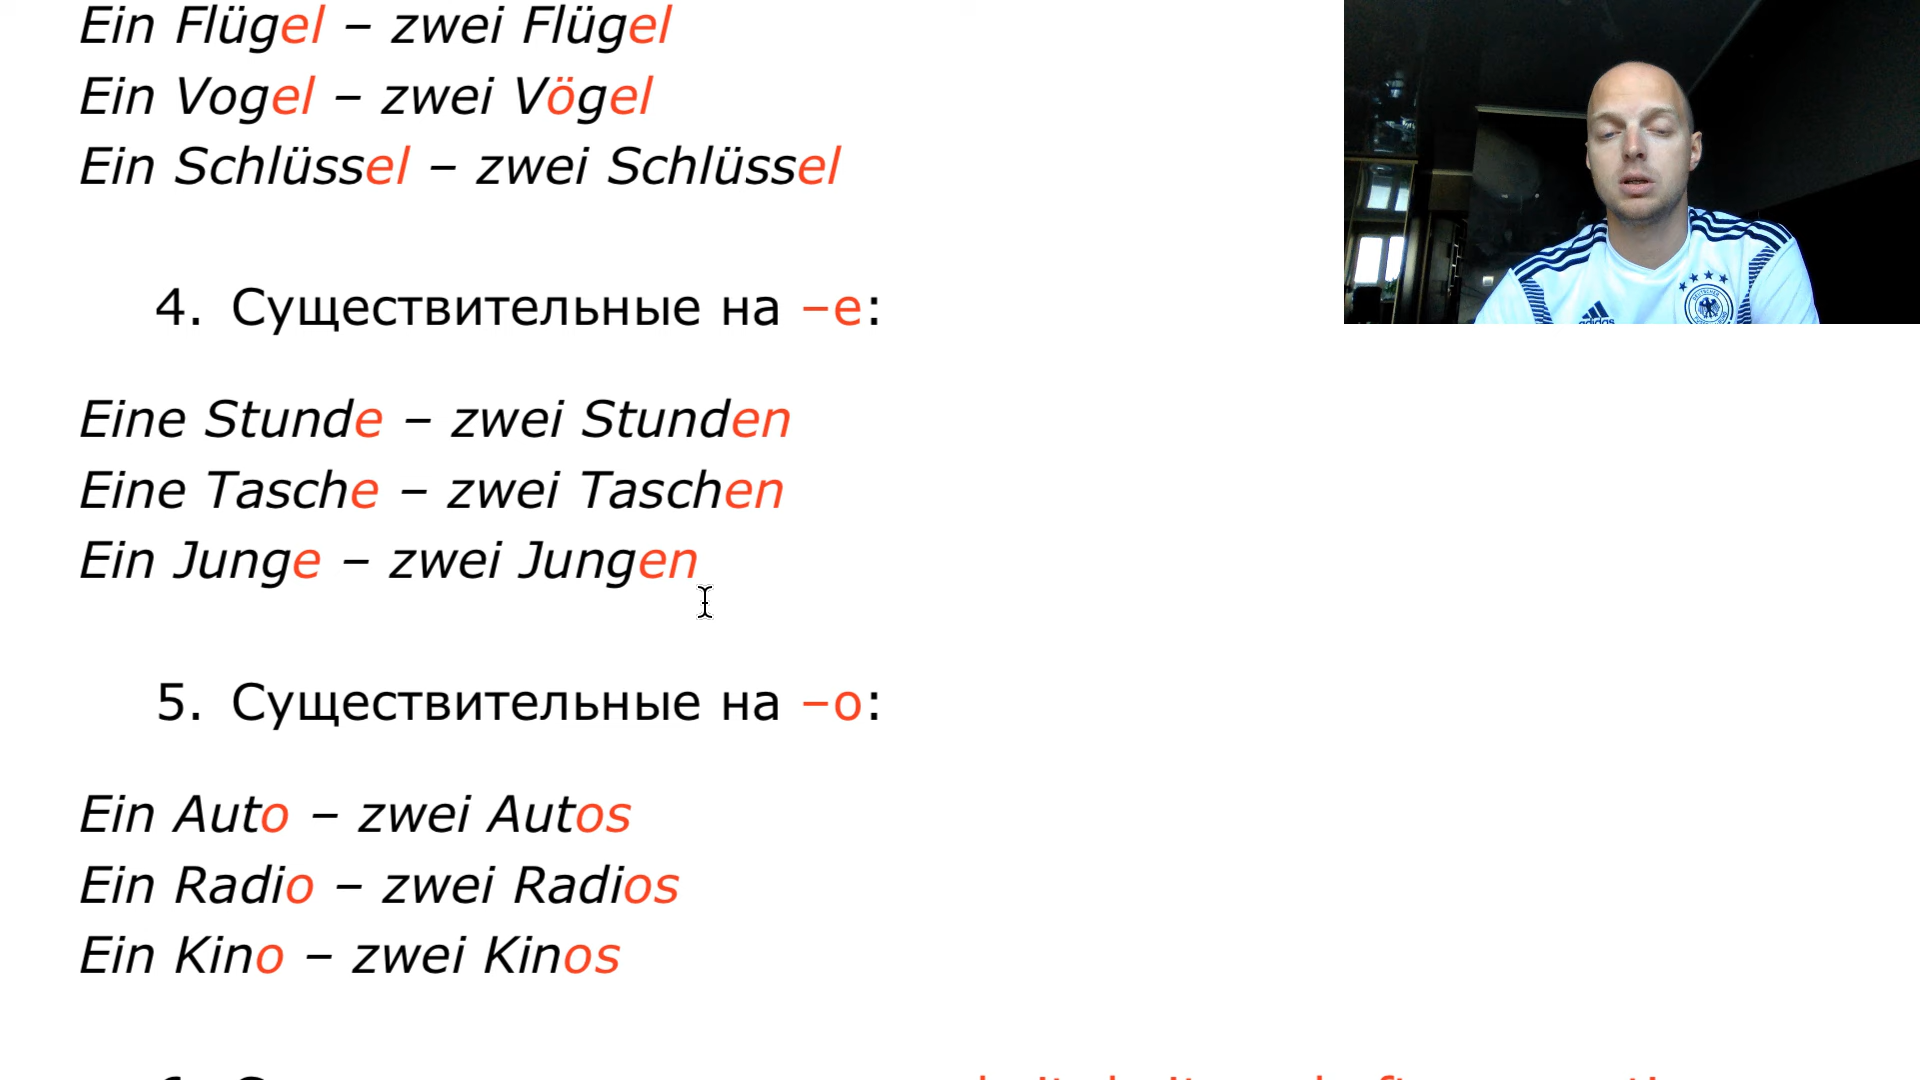 Ein Flügel – zwei Flügel
Ein Vogel – zwei Vögel
Ein Schlüssel – zwei Schlüssel
4. Существительные на –e:
Eine Stunde – zwei Stunden
Eine Tasche – zwei Taschen
Ein Junge – zwei Jungen
5. Существительные на –o:
Ein Auto – zwei Autos
Ein Radio – zwei Radios
Ein Kino – zwei Kinos
adidas